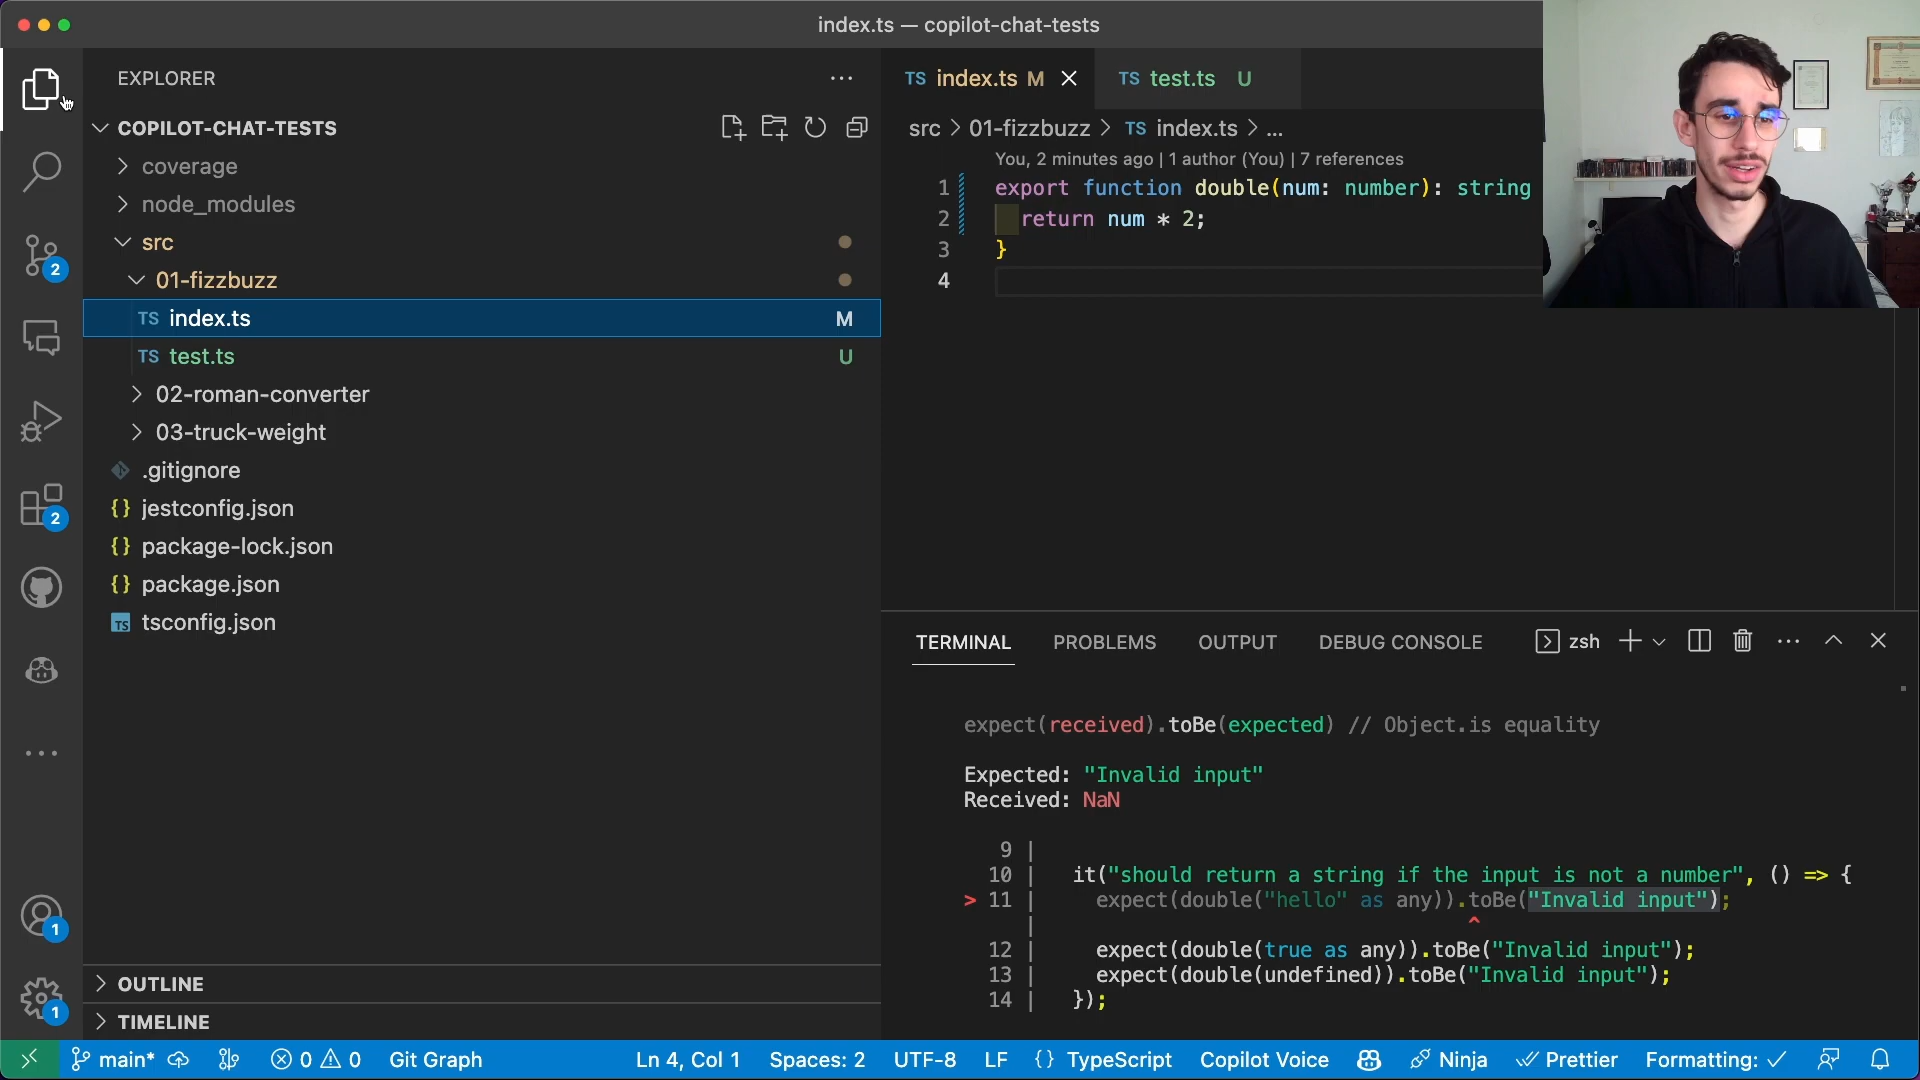 index.ts — copilot-chat-tests
EXPLORER
COPILOT-CHAT-TESTS
coverage
node_modules
src
01-fizzbuzz
TS index.ts M
TS test.ts U
02-roman-converter
03-truck-weight
.gitignore
{} jestconfig.json
{} package-lock.json
{} package.json
TS tsconfig.json
OUTLINE
TIMELINE
2
2
1
1
TS index.ts M
TS test.ts U
src > 01-fizzbuzz > TS index.ts > ...
You, 2 minutes ago | 1 author (You) | 7 references
1 export function double(num: number): string
2 return num * 2;
3 }
4
TERMINAL PROBLEMS OUTPUT DEBUG CONSOLE zsh
expect(received).toBe(expected) // Object.is equality
Expected: "Invalid input"
Received: NaN
9 |
10 | it("should return a string if the input is not a number", () => {
> 11 | expect(double("hello" as any)).toBe("Invalid input");
| ^
12 | expect(double(true as any)).toBe("Invalid input");
13 | expect(double(undefined)).toBe("Invalid input");
14 | });
main* 0 0 Git Graph Ln 4, Col 1 Spaces: 2 UTF-8 LF {} TypeScript Copilot Voice Ninja Prettier Formatting: ✓